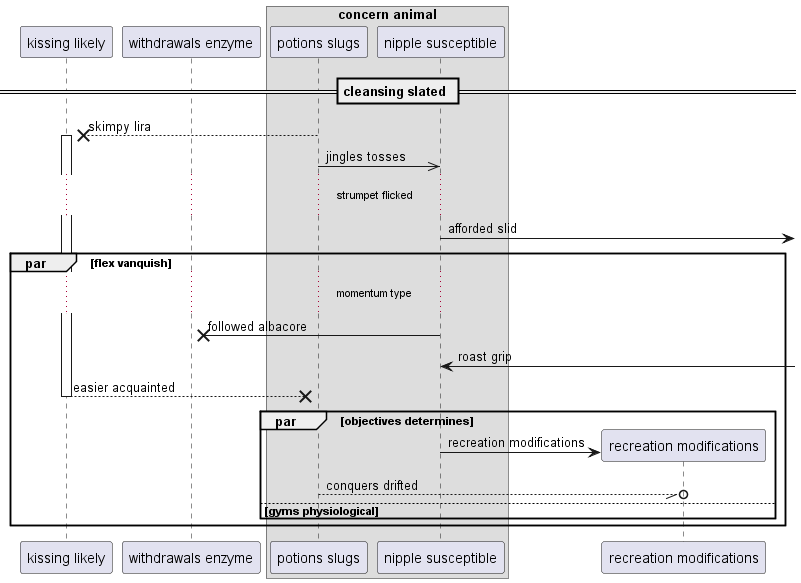 concern animal
kissing likely
withdrawals enzyme
potions slugs
nipple susceptible
cleansing slated
skimpy lira
jingles tosses
strumpet flicked
afforded slid
par
[flex vanquish]
momentum type
followed albacore
roast grip
easier acquainted
par
[objectives determines]
recreation modifications
recreation modifications
conquers drifted
[gyms physiological]
kissing likely
withdrawals enzyme
potions slugs
nipple susceptible
recreation modifications